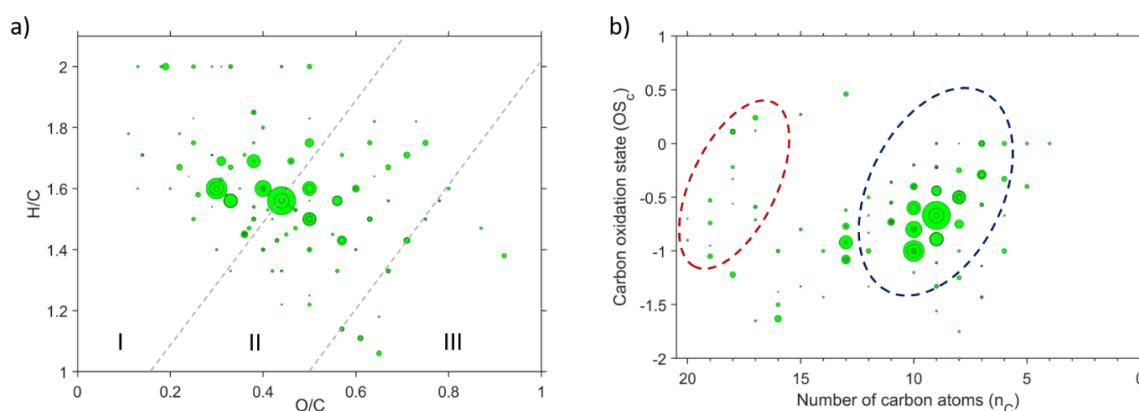 a)
H/C
2
1.8
1.6
1.4
1.2
1
I
II
III
0
0.2
0.4
0.6
0.8
1
O/C
b)
Carbon oxidation state (OSc)
1
0.5
0
-0.5
-1
-1.5
-2
20
15
10
5
0
Number of carbon atoms (nC)